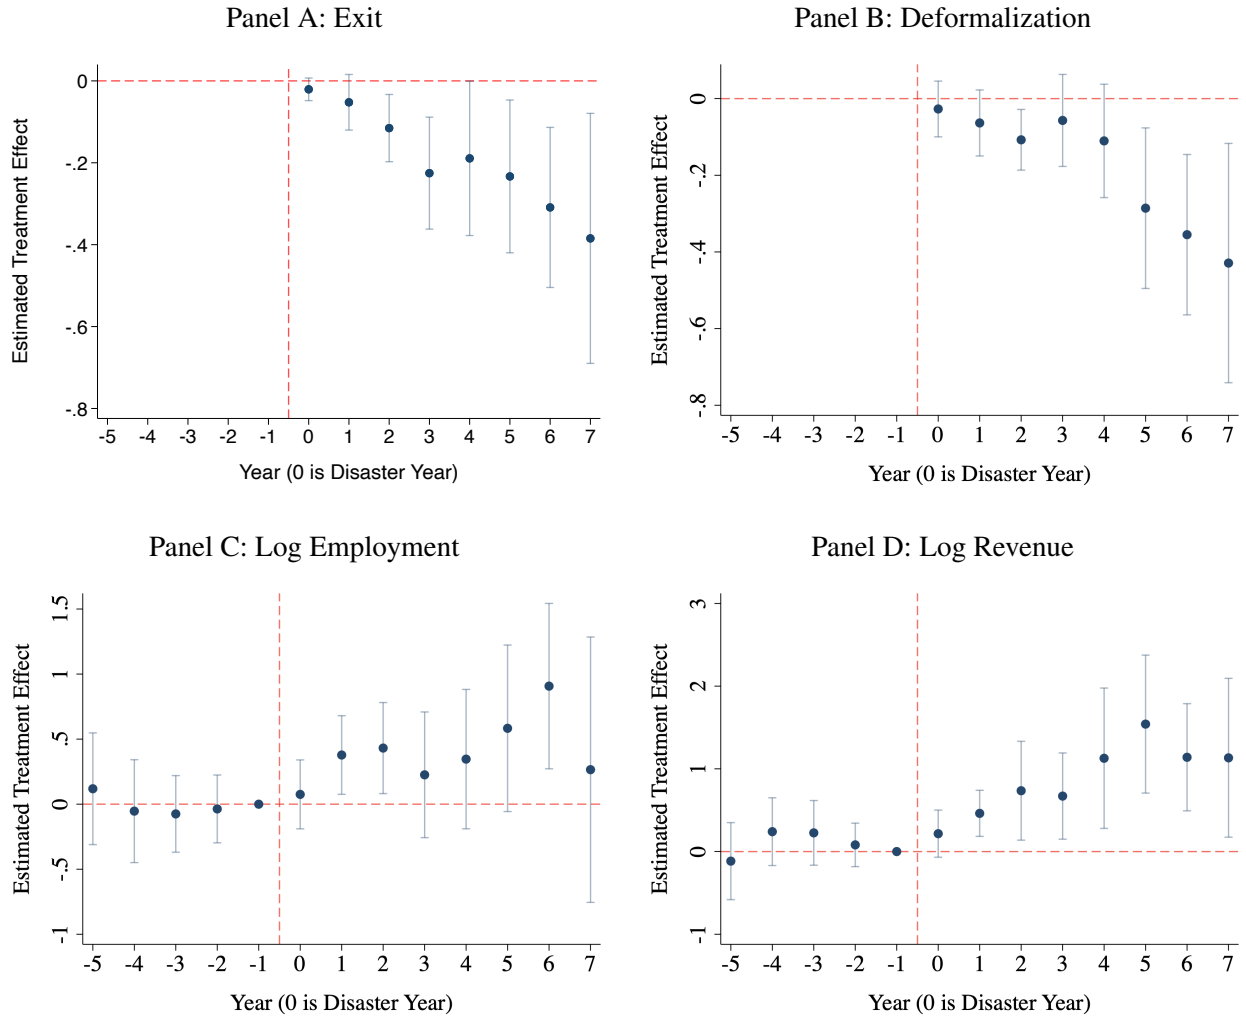 Panel A: Exit
Estimated Treatment Effect
0
-.2
-.4
-.6
-.8
-5 -4 -3 -2 -1 0 1 2 3 4 5 6 7
Year (0 is Disaster Year)
Panel B: Deformalization
Estimated Treatment Effect
0
-.2
-.4
-.6
-.8
-5 -4 -3 -2 -1 0 1 2 3 4 5 6 7
Year (0 is Disaster Year)
Panel C: Log Employment
Estimated Treatment Effect
1.5
1
.5
0
-.5
-1
-5 -4 -3 -2 -1 0 1 2 3 4 5 6 7
Year (0 is Disaster Year)
Panel D: Log Revenue
Estimated Treatment Effect
3
2
1
0
-1
-5 -4 -3 -2 -1 0 1 2 3 4 5 6 7
Year (0 is Disaster Year)